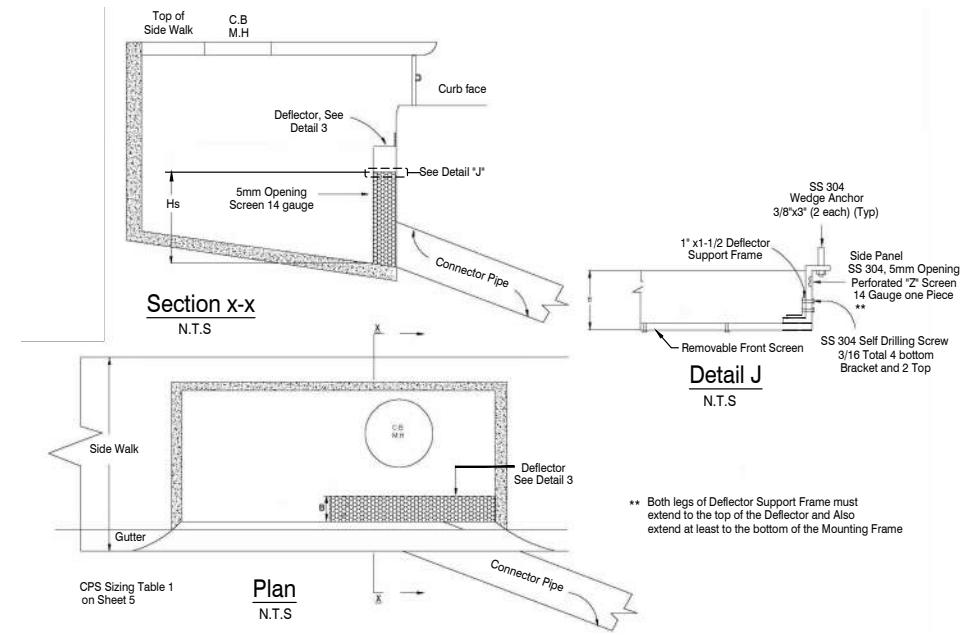 Top of
Side Walk
C.B
M.H
Curb face
Deflector, See
Detail 3
See Detail "J"
Hs
5mm Opening
Screen 14 gauge
Connector Pipe
Section x-x
N.T.S
SS 304
Wedge Anchor
3/8"x3" (2 each) (Typ)
1" x1-1/2 Deflector
Support Frame
Side Panel
SS 304, 5mm Opening
Perforated "Z" Screen
14 Gauge one Piece
**
Removable Front Screen
SS 304 Self Drilling Screw
3/16 Total 4 bottom
Bracket and 2 Top
Detail J
N.T.S
X
Side Walk
C.B
M.H
Deflector
See Detail 3
B
Gutter
Connector Pipe
X
CPS Sizing Table 1
on Sheet 5
Plan
N.T.S
** Both legs of Deflector Support Frame must
extend to the top of the Deflector and Also
extend at least to the bottom of the Mounting Frame